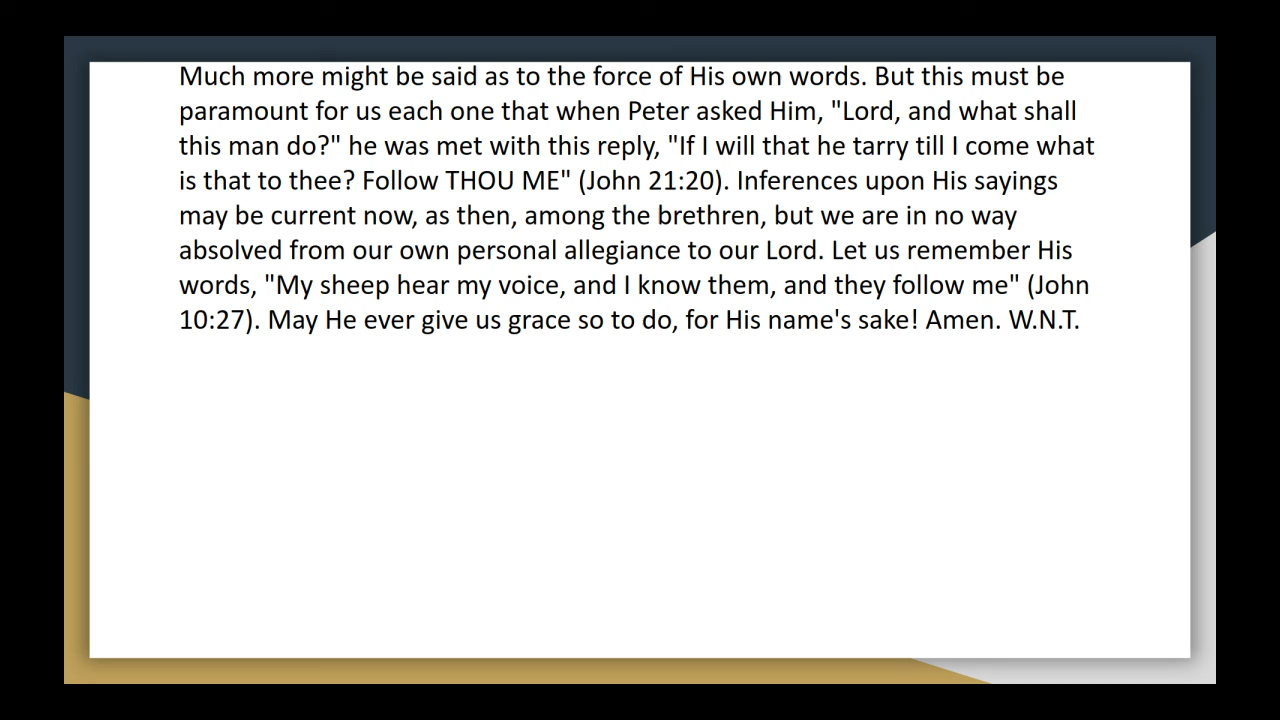 Much more might be said as to the force of His own words. But this must be
paramount for us each one that when Peter asked Him, "Lord, and what shall
this man do?" he was met with this reply, "If I will that he tarry till I come what
is that to thee? Follow THOU ME" (John 21:20). Inferences upon His sayings
may be current now, as then, among the brethren, but we are in no way
absolved from our own personal allegiance to our Lord. Let us remember His
words, "My sheep hear my voice, and I know them, and they follow me" (John
10:27). May He ever give us grace so to do, for His name's sake! Amen. W.N.T.